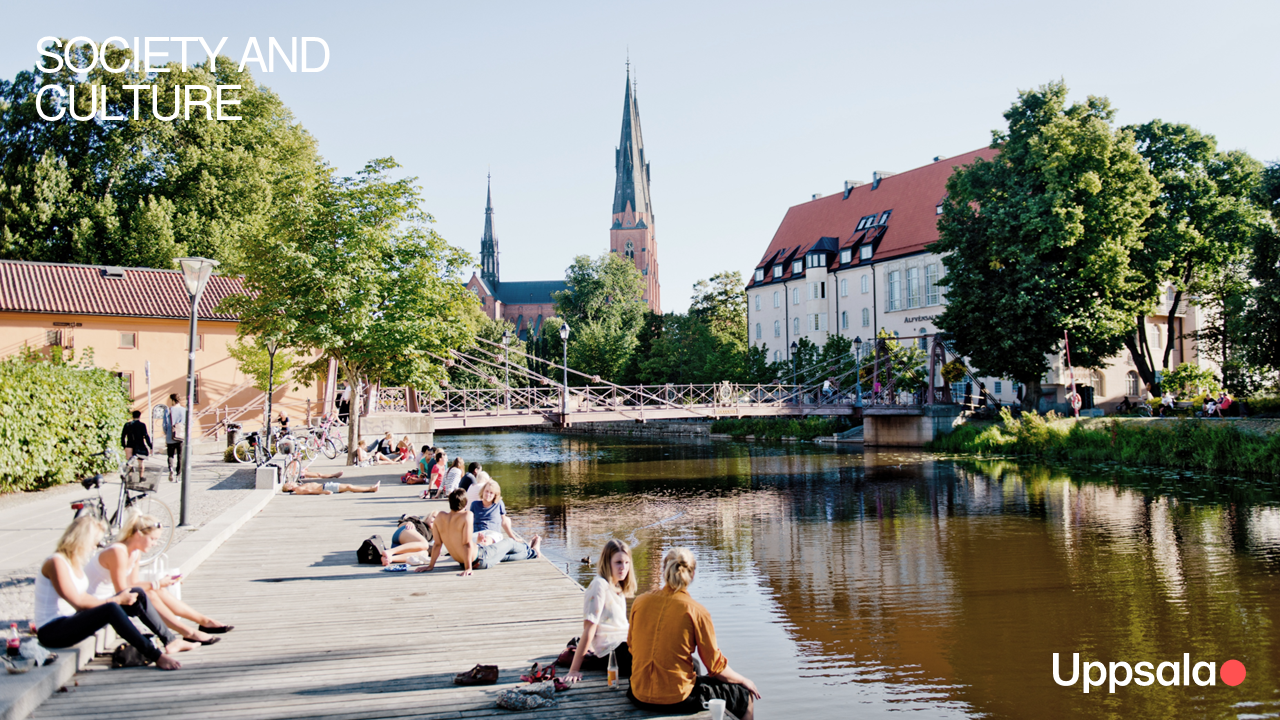 SOCIETY AND
CULTURE
Uppsala